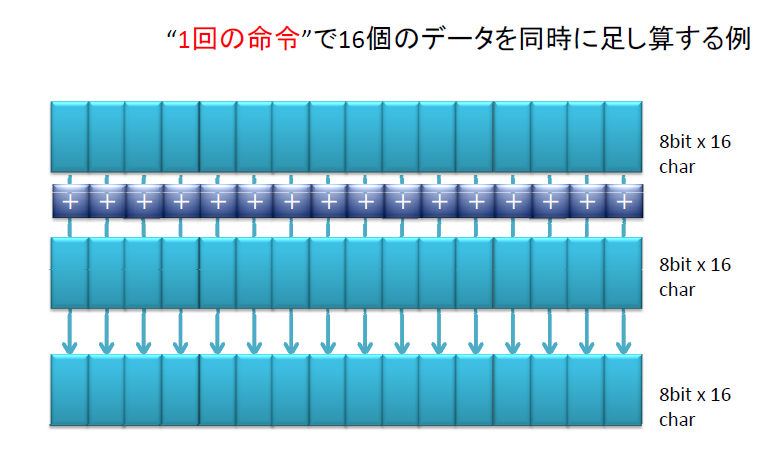 “1回の命令”で16個のデータを同時に足し算する例
8bit x 16
char
+ + + + + + + + + + + + + + + +
8bit x 16
char
8bit x 16
char